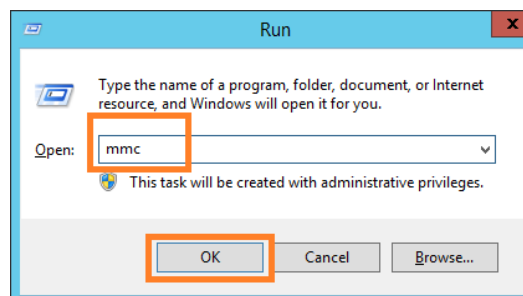 Run
x
Type the name of a program, folder, document, or Internet
resource, and Windows will open it for you.
Open:
mmc
This task will be created with administrative privileges.
OK
Cancel
Browse...